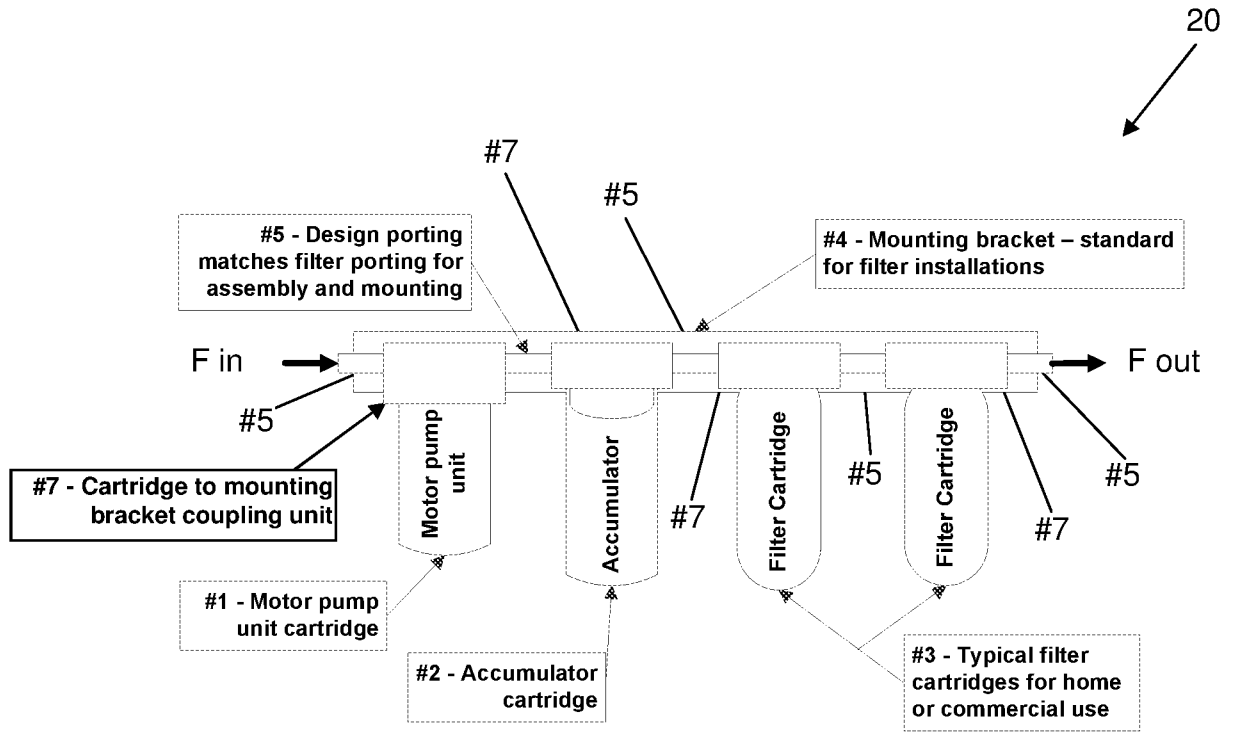 20
#7
#5
#5 - Design porting
matches filter porting for
assembly and mounting
#4 - Mounting bracket – standard
for filter installations
F in
F out
#5
#7 - Cartridge to mounting
bracket coupling unit
Motor pump
unit
Accumulator
#7
Filter Cartridge
#5
Filter Cartridge
#7
#5
#1 - Motor pump
unit cartridge
#2 - Accumulator
cartridge
#3 - Typical filter
cartridges for home
or commercial use